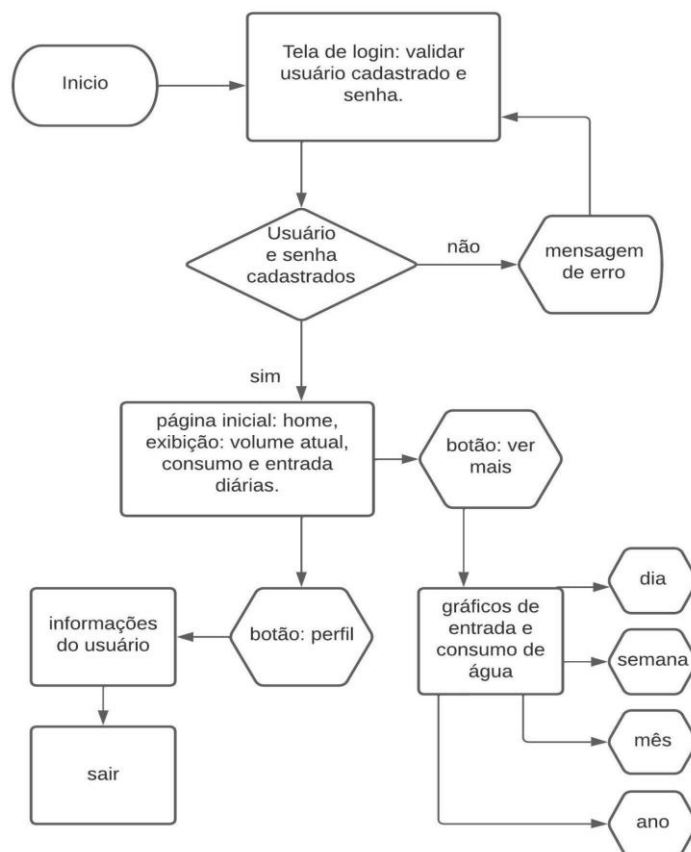 Inicio
Tela de login: validar
usuário cadastrado e
senha.
Usuário
e senha
cadastrados
não
mensagem
de erro
sim
página inicial: home,
exibição: volume atual,
consumo e entrada
diárias.
botão: ver
mais
informações
do usuário
botão: perfil
gráficos de
entrada e
consumo de
água
dia
semana
mês
ano
sair